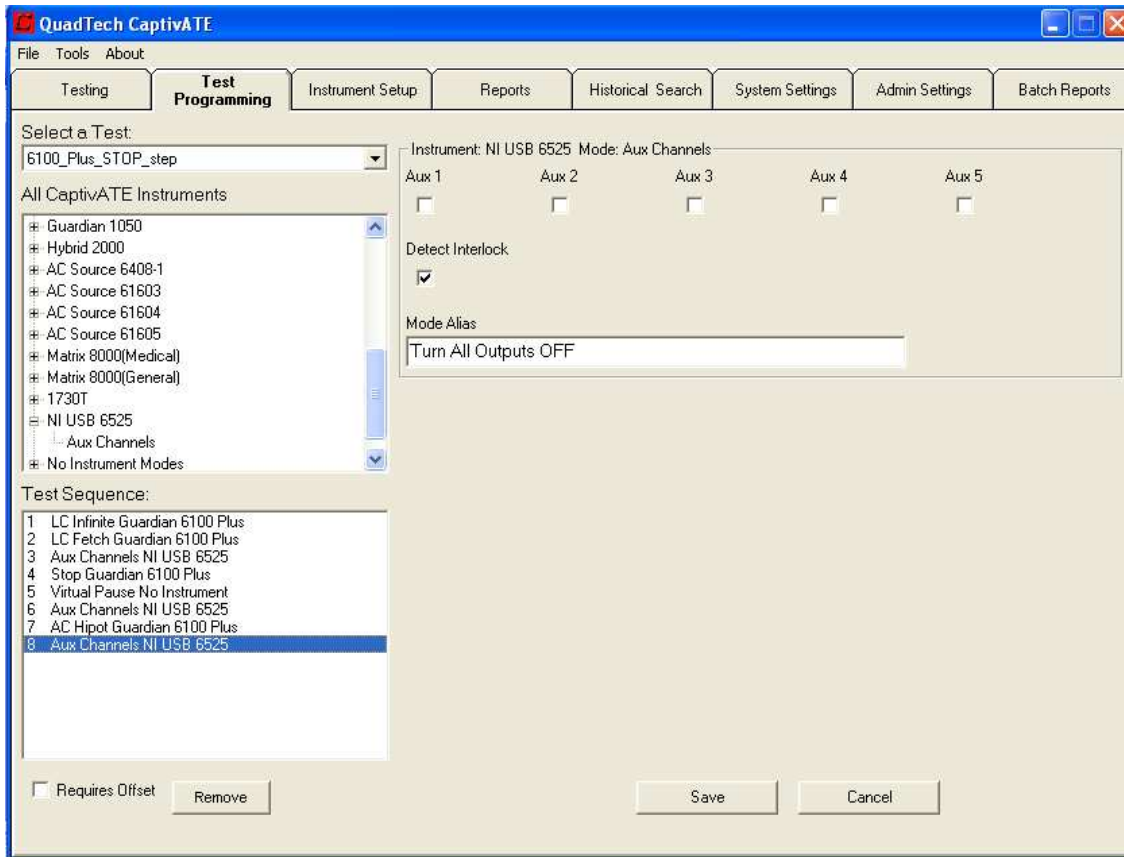 QuadTech CaptivATE
File Tools About
Testing
Test Programming
Instrument Setup
Reports
Historical Search
System Settings
Admin Settings
Batch Reports
Select a Test:
6100_Plus_STOP_step
All CaptivATE Instruments
Guardian 1050
Hybrid 2000
AC Source 6408-1
AC Source 61603
AC Source 61604
AC Source 61605
Matrix 8000(Medical)
Matrix 8000(General)
1730T
NI USB 6525
Aux Channels
No Instrument Modes
Test Sequence:
1 LC Infinite Guardian 6100 Plus
2 LC Fetch Guardian 6100 Plus
3 Aux Channels NI USB 6525
4 Stop Guardian 6100 Plus
5 Virtual Pause No Instrument
6 Aux Channels NI USB 6525
7 AC Hipot Guardian 6100 Plus
8 Aux Channels NI USB 6525
Requires Offset
Remove
Instrument: NI USB 6525 Mode: Aux Channels
Aux 1 Aux 2 Aux 3 Aux 4 Aux 5
Detect Interlock
Mode Alias
Turn All Outputs OFF
Save
Cancel